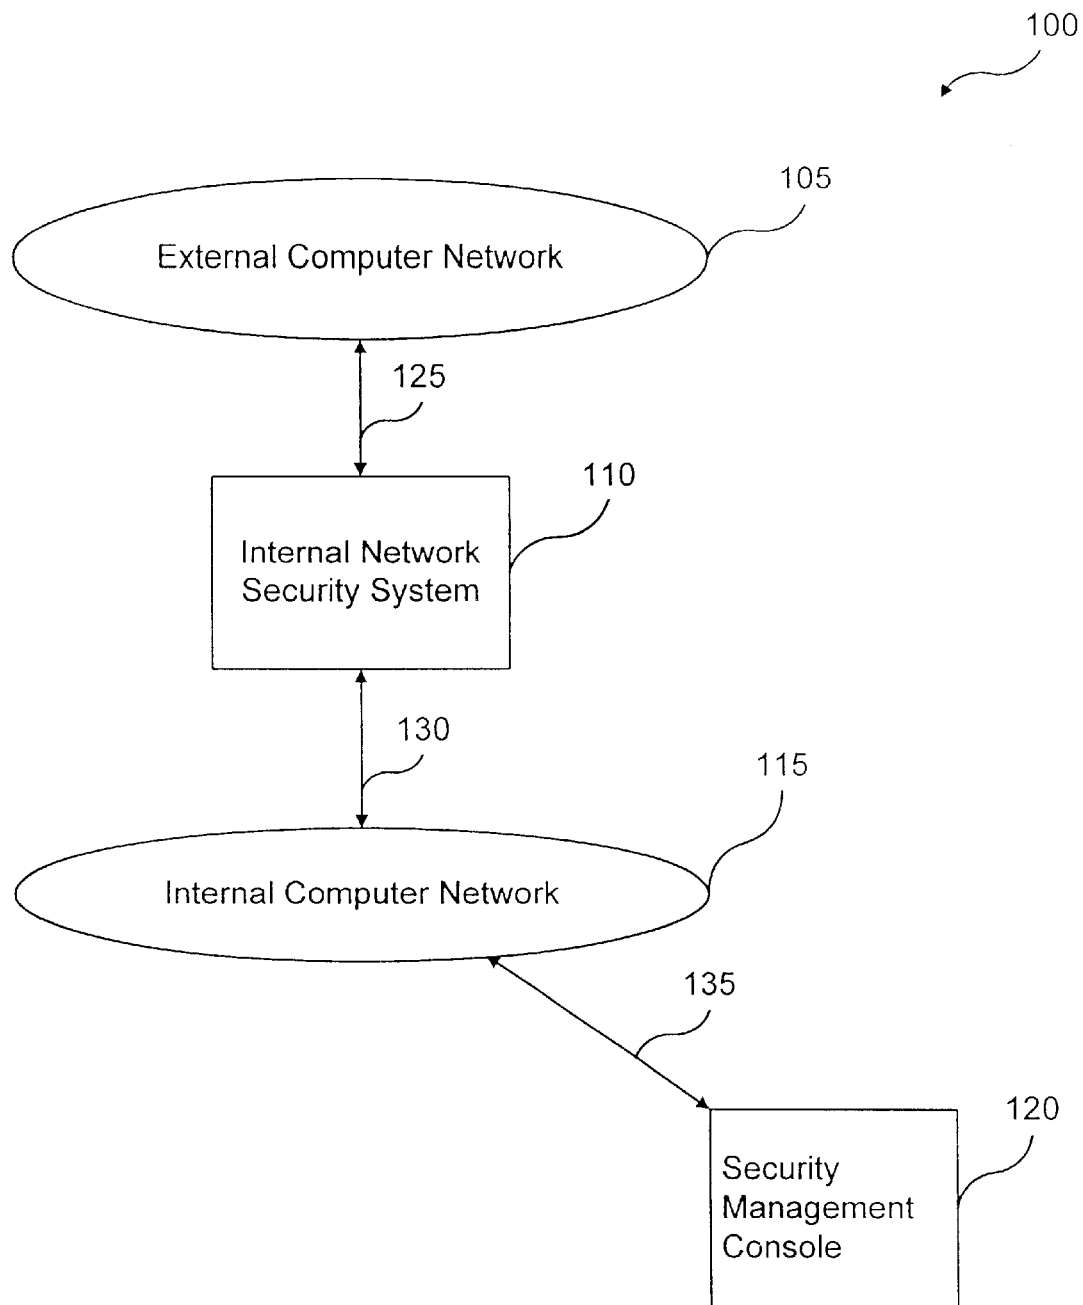 100
105
External Computer Network
125
110
Internal Network
Security System
130
115
Internal Computer Network
135
120
Security
Management
Console